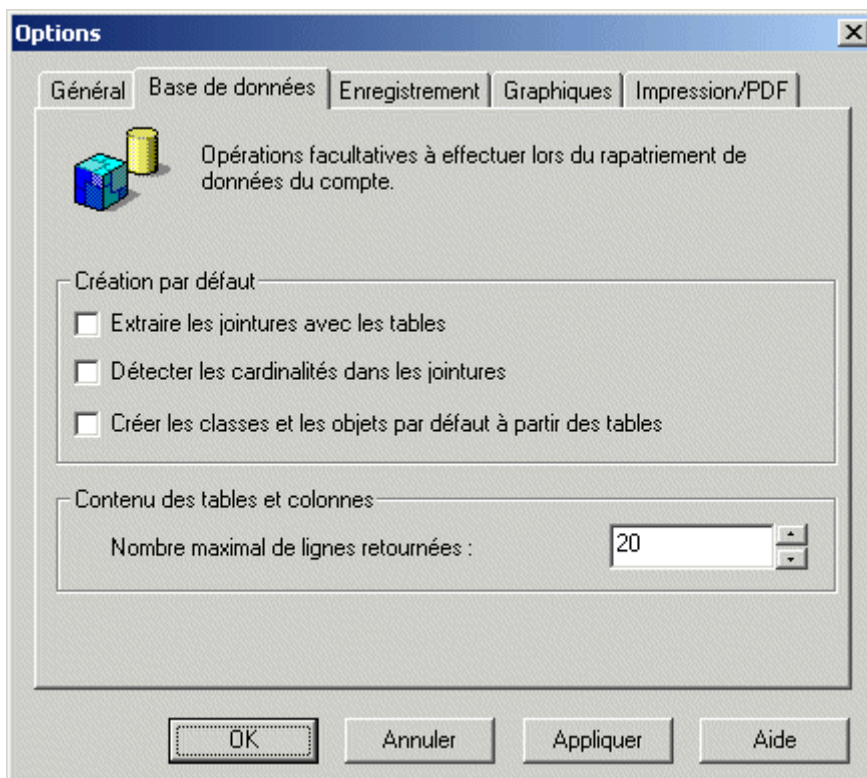 Options
Général
Base de données
Enregistrement
Graphiques
Impression/PDF
Opérations facultatives à effectuer lors du rapatriement de
données du compte.
Création par défaut
Extraire les jointures avec les tables
Détecter les cardinalités dans les jointures
Créer les classes et les objets par défaut à partir des tables
Contenu des tables et colonnes
Nombre maximal de lignes retournées :
20
OK
Annuler
Appliquer
Aide